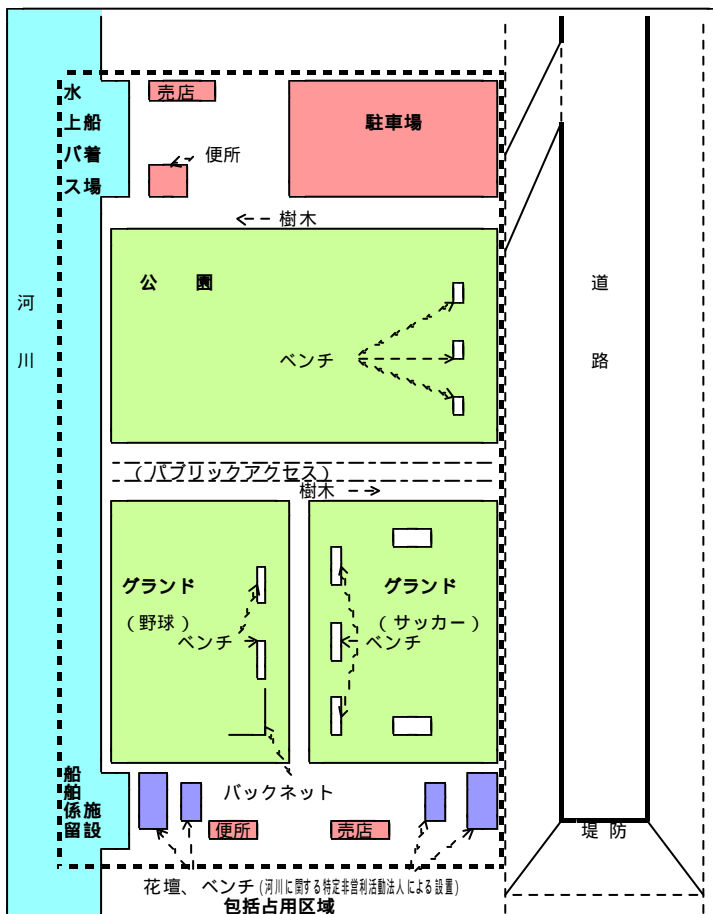 水
上船
バ着
ス場
売店
駐車場
便所
樹木
公 園
河
川
道
路
ベンチ
(パブリックアクセス)
樹木
グランド
(野球)
ベンチ
グランド
(サッカー)
ベンチ
船
舶
係施
留設
バックネット
便所
売店
堤 防
花壇、ベンチ(河川に関する特定非営利活動法人による設置)
包括占用区域